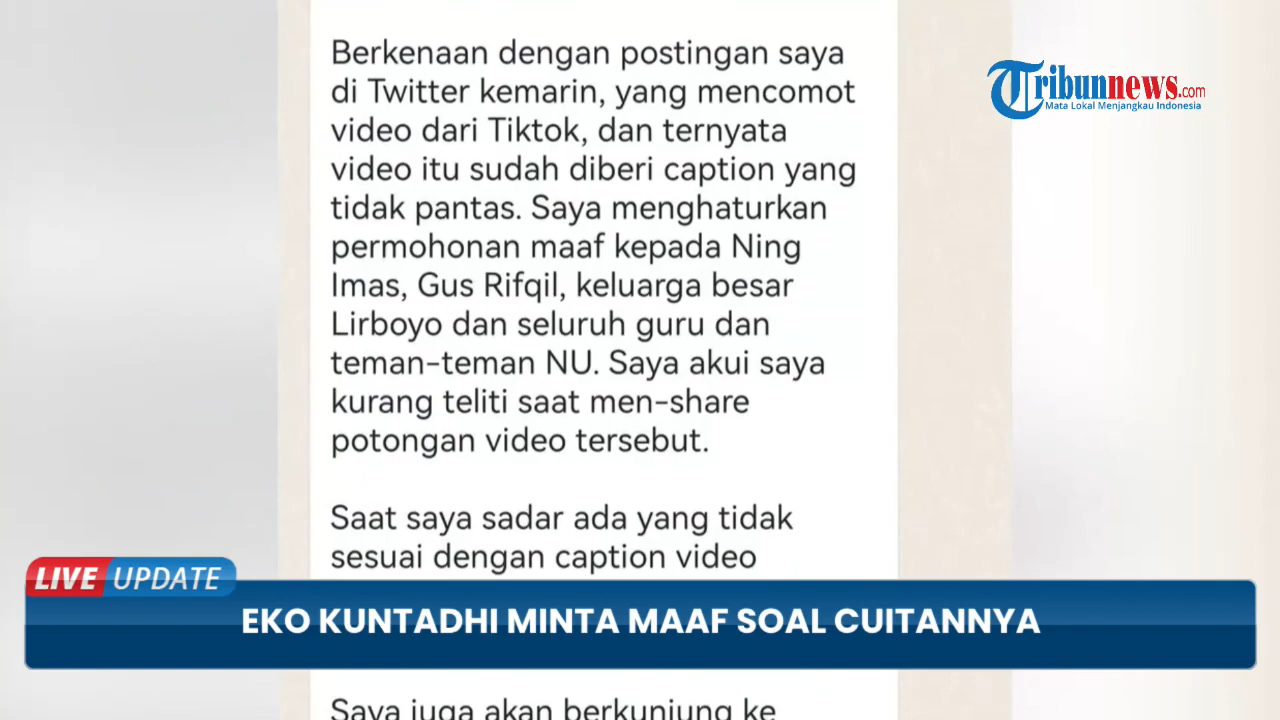 Berkenaan dengan postingan saya
di Twitter kemarin, yang mencomot
video dari Tiktok, dan ternyata
video itu sudah diberi caption yang
tidak pantas. Saya menghaturkan
permohonan maaf kepada Ning
Imas, Gus Rifqil, keluarga besar
Lirboyo dan seluruh guru dan
teman-teman NU. Saya akui saya
kurang teliti saat men-share
potongan video tersebut.
Saat saya sadar ada yang tidak
sesuai dengan caption video
Saya juga akan berkunjung ke
Tribunnews.com
Mata Lokal Menjangkau Indonesia
LIVE UPDATE
EKO KUNTADHI MINTA MAAF SOAL CUITANNYA